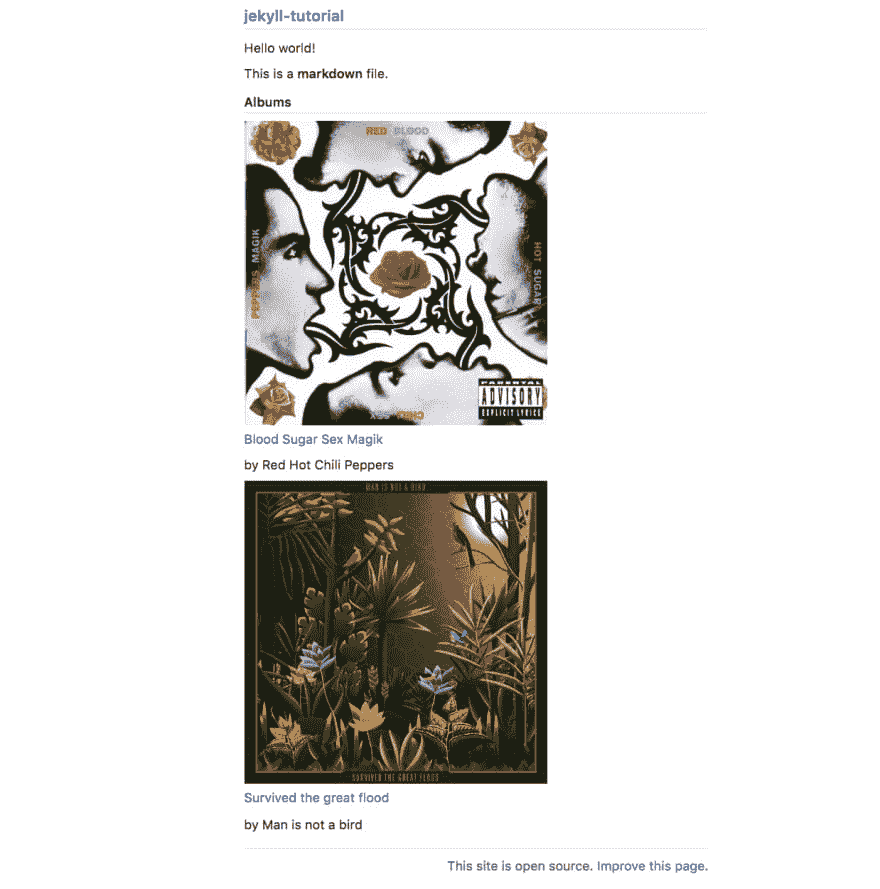 jekyll-tutorial
Hello world!
This is a markdown file.
Albums
RED BLOOD
PEPPERS MAGIK
HOT SUGAR
CHILI SEX
PARENTAL
ADVISORY
EXPLICIT LYRICS
Blood Sugar Sex Magik
by Red Hot Chili Peppers
MAN IS NOT A BIRD
SURVIVED THE GREAT FLOOD
Survived the great flood
by Man is not a bird
This site is open source. Improve this page.